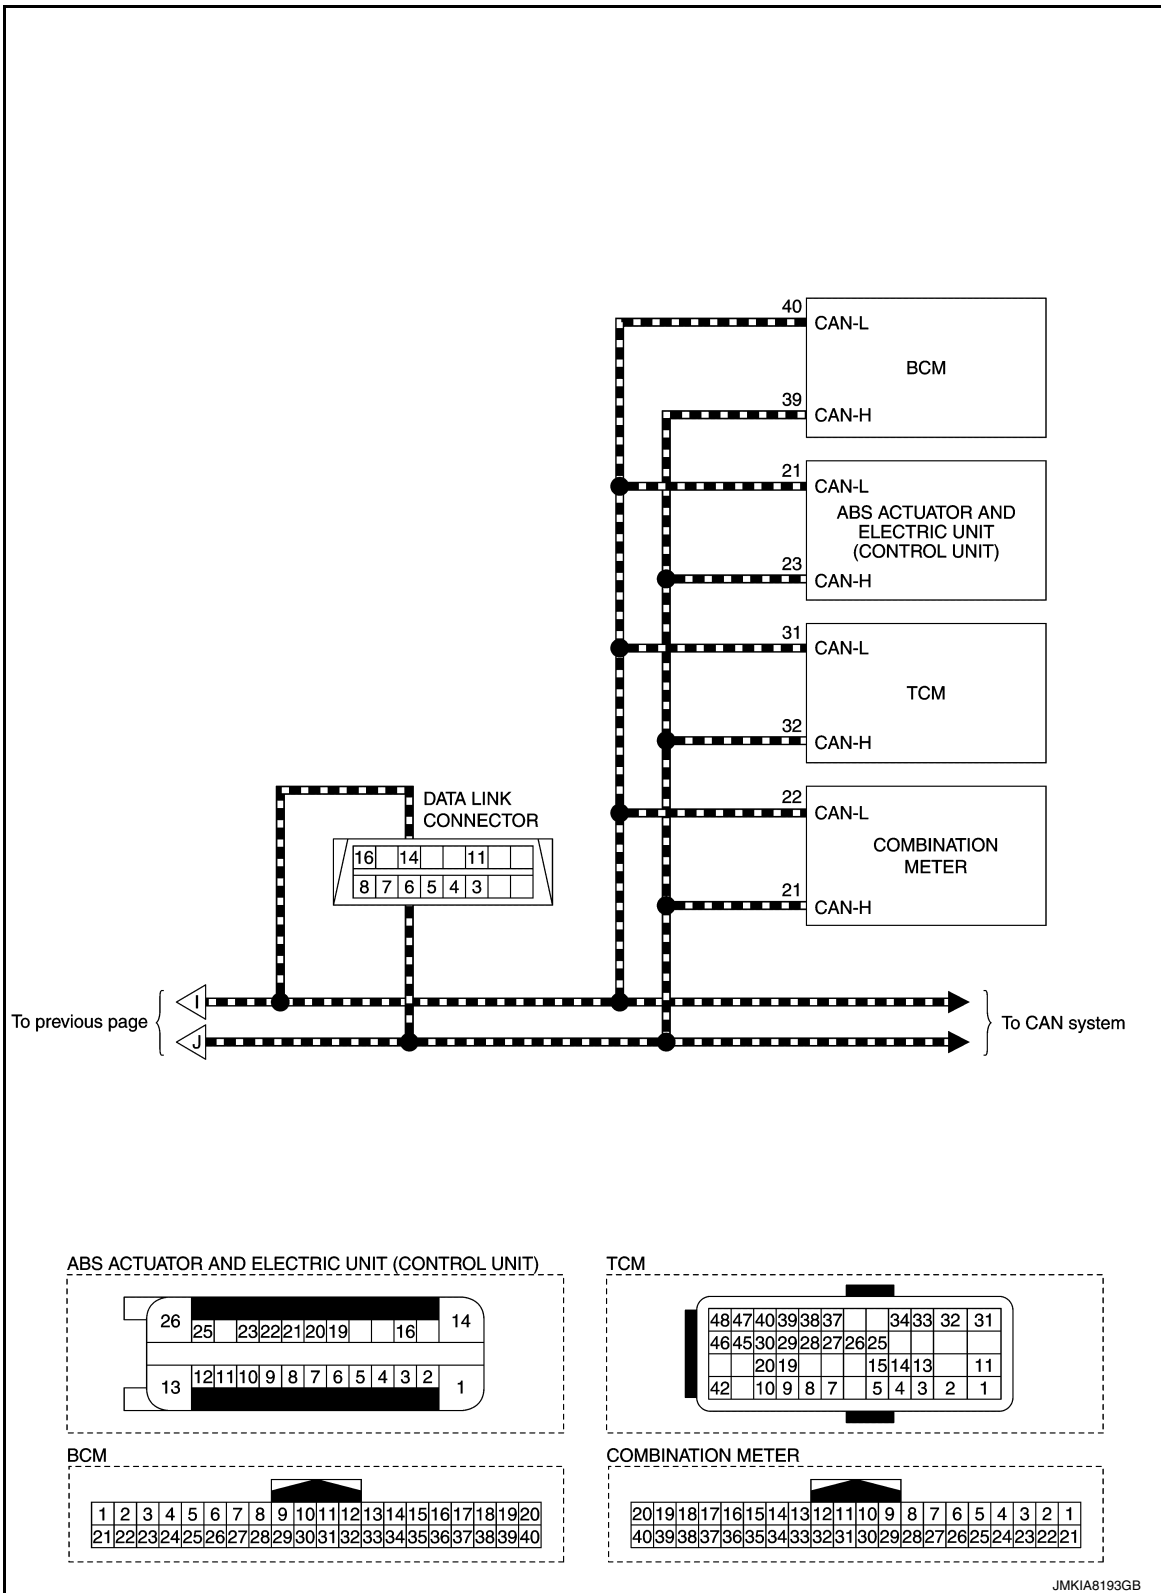 40
CAN-L
BCM
39
CAN-H
21
CAN-L
ABS ACTUATOR AND
ELECTRIC UNIT
(CONTROL UNIT)
23
CAN-H
31
CAN-L
TCM
32
CAN-H
DATA LINK
CONNECTOR
16 14 11
8 7 6 5 4 3
22
CAN-L
COMBINATION
METER
21
CAN-H
I
To previous page
J
To CAN system
ABS ACTUATOR AND ELECTRIC UNIT (CONTROL UNIT)
26 25 23 22 21 20 19 16 14
13 12 11 10 9 8 7 6 5 4 3 2 1
TCM
48 47 40 39 38 37 34 33 32 31
46 45 30 29 28 27 26 25
20 19 15 14 13 11
42 10 9 8 7 5 4 3 2 1
BCM
1 2 3 4 5 6 7 8 9 10 11 12 13 14 15 16 17 18 19 20
21 22 23 24 25 26 27 28 29 30 31 32 33 34 35 36 37 38 39 40
COMBINATION METER
20 19 18 17 16 15 14 13 12 11 10 9 8 7 6 5 4 3 2 1
40 39 38 37 36 35 34 33 32 31 30 29 28 27 26 25 24 23 22 21
JMKIA8193GB